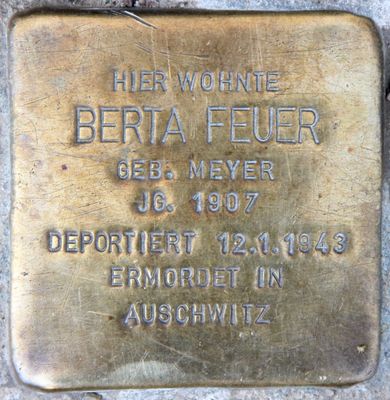 HIER WOHNTE
BERTA FEUER
GEB. MEYER
JG. 1907
DEPORTIERT 12.1.1943
ERMORDET IN
AUSCHWITZ